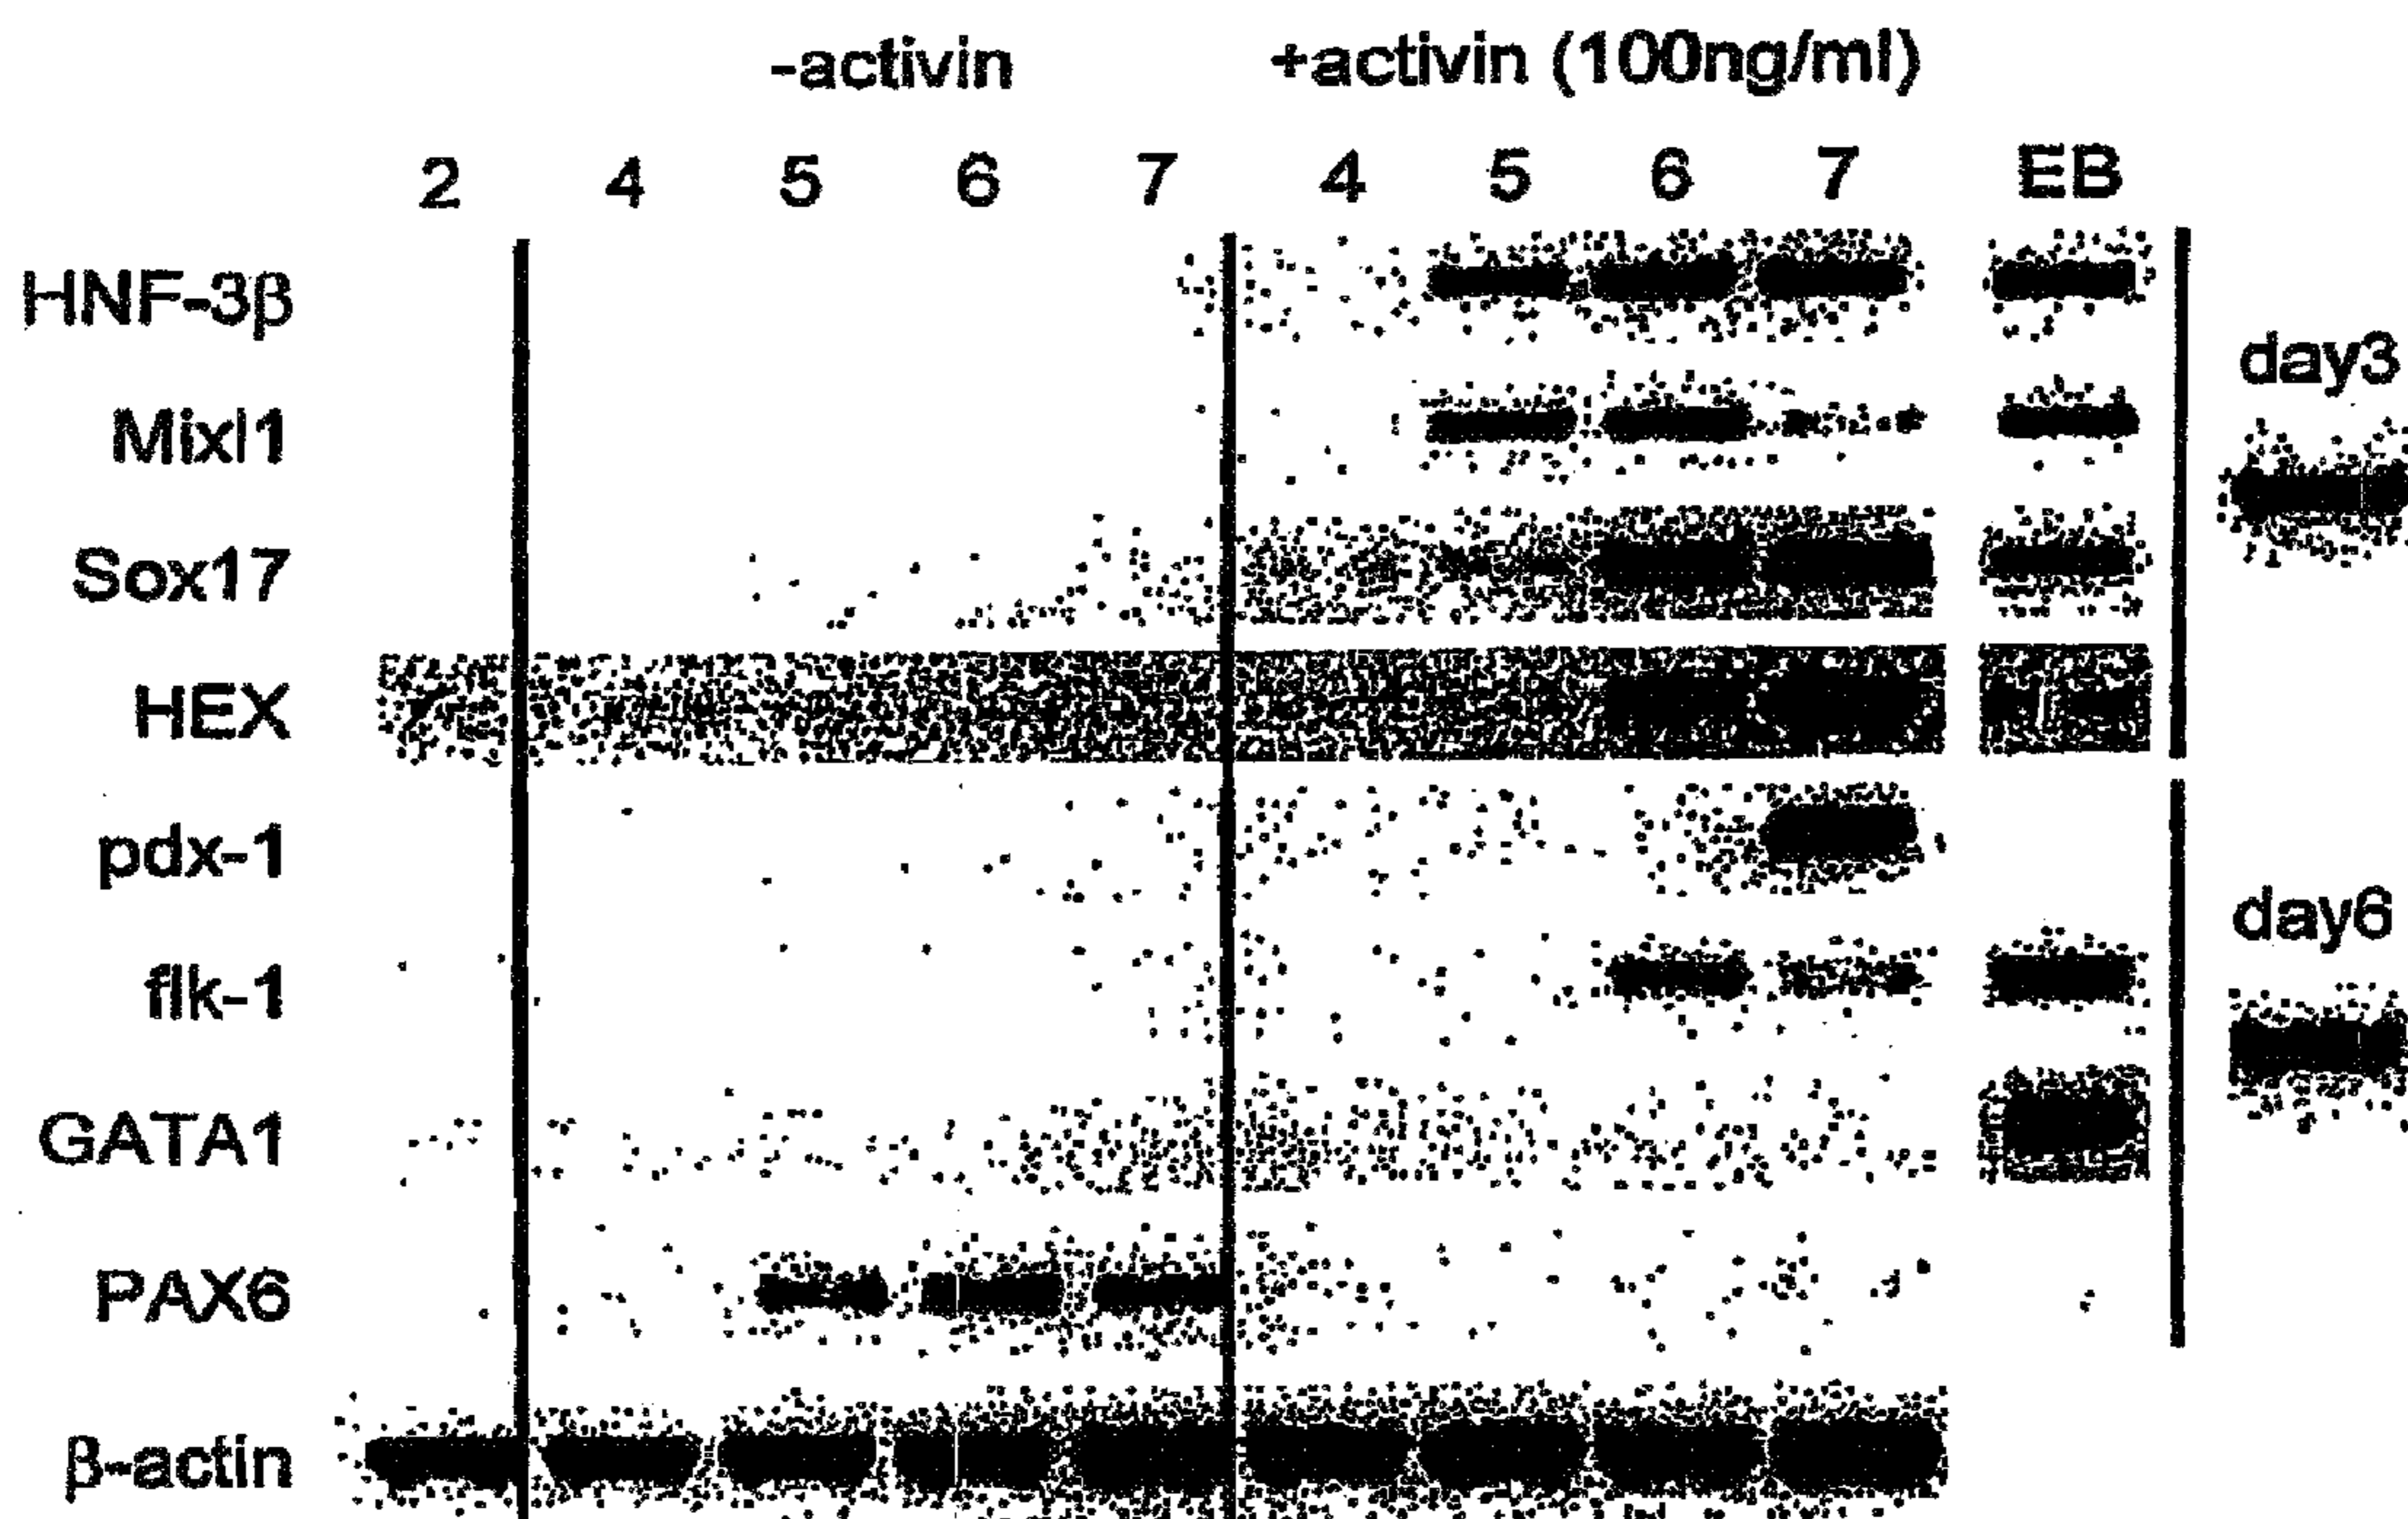 -activin +activin (100ng/ml)
2 4 5 6 7 4 5 6 7 EB
HNF-3β
day3
Mixl1
Sox17
HEX
pdx-1
day6
flk-1
GATA1
PAX6
β-actin